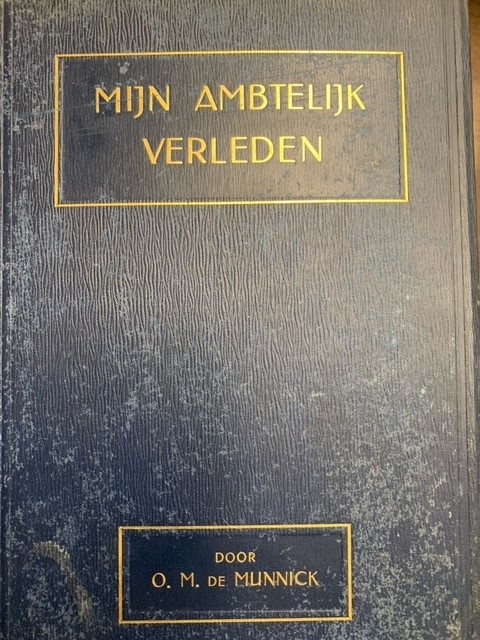 MIJN AMBTELIJK
VERLEDEN
DOOR
O. M. DE MUNNICK